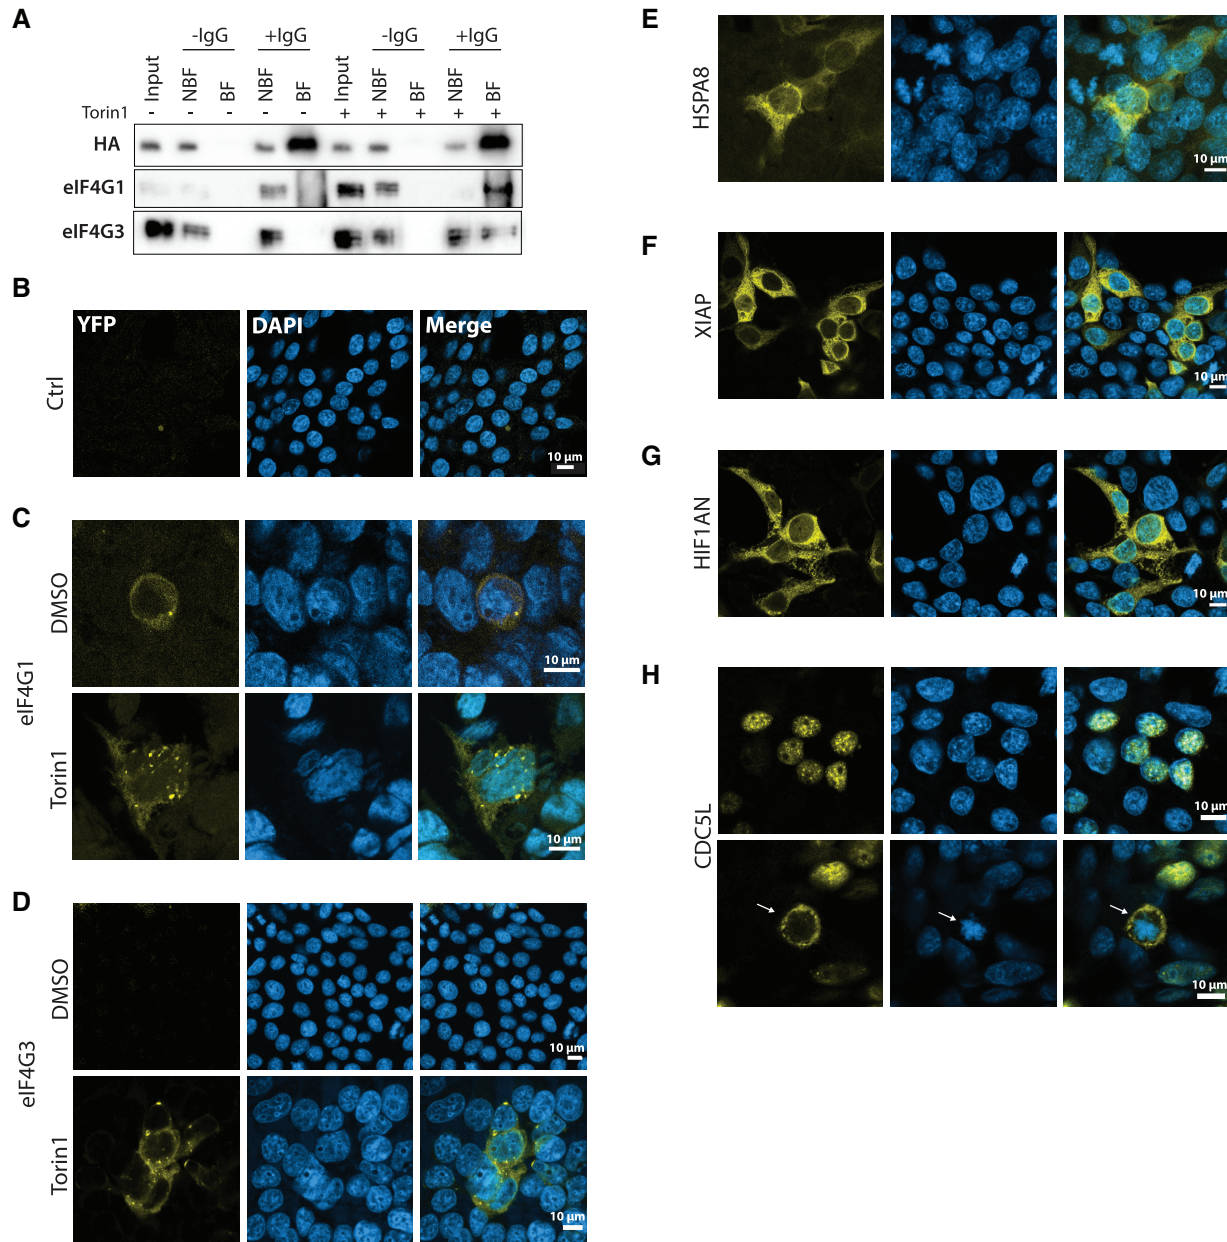 A
-IgG +IgG -IgG +IgG
Input NBF BF NBF BF Input NBF BF NBF BF
Torin1 - - - - - + + + + +
HA
eIF4G1
eIF4G3
B
YFP DAPI Merge
Ctrl
10 µm
C
eIF4G1
DMSO
10 µm
Torin1
10 µm
D
eIF4G3
DMSO
10 µm
Torin1
10 µm
E
HSPA8
10 µm
F
XIAP
10 µm
G
HIF1AN
10 µm
H
CDC5L
10 µm
10 µm